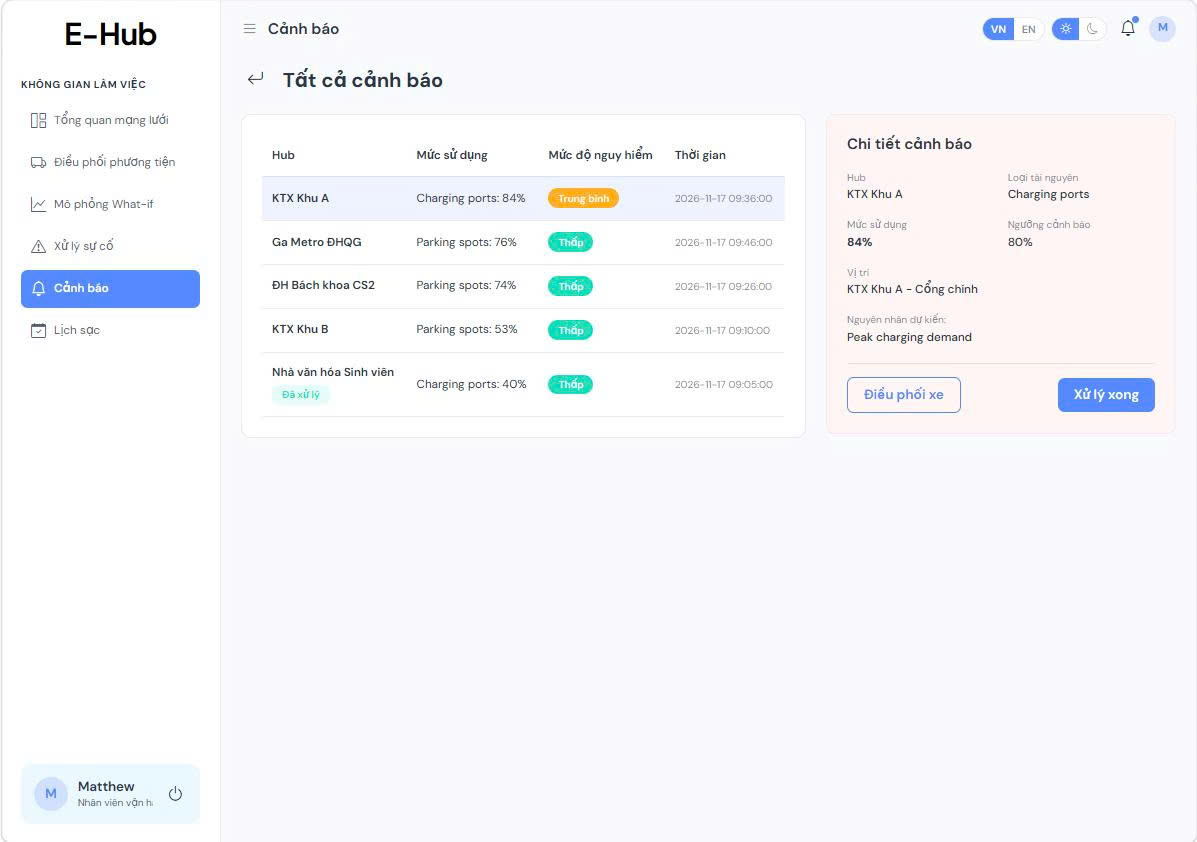 E-Hub
KHÔNG GIAN LÀM VIỆC
Tổng quan mạng lưới
Điều phối phương tiện
Mô phỏng What-if
Xử lý sự cố
Cảnh báo
Lịch sạc
M
Matthew
Nhân viên vận h
Cảnh báo
VN EN
M
Tất cả cảnh báo
Hub Mức sử dụng Mức độ nguy hiểm Thời gian
KTX Khu A Charging ports: 84% Trung bình 2026-11-17 09:36:00
Ga Metro ĐHQG Parking spots: 76% Thấp 2026-11-17 09:46:00
ĐH Bách khoa CS2 Parking spots: 74% Thấp 2026-11-17 09:26:00
KTX Khu B Parking spots: 53% Thấp 2026-11-17 09:10:00
Nhà văn hóa Sinh viên Charging ports: 40% Thấp 2026-11-17 09:05:00
Đã xử lý
Chi tiết cảnh báo
Hub Loại tài nguyên
KTX Khu A Charging ports
Mức sử dụng Ngưỡng cảnh báo
84% 80%
Vị trí
KTX Khu A - Cổng chính
Nguyên nhân dự kiến:
Peak charging demand
Điều phối xe Xử lý xong